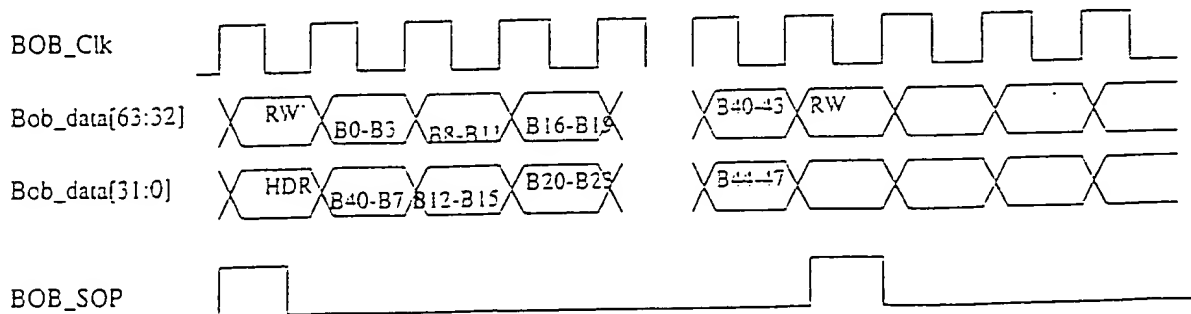 BOB_Clk
Bob_data[63:32] RW B0-B3 B8-B11 B16-B19 B40-43 RW
Bob_data[31:0] HDR B40-B7 B12-B15 B20-B23 B44-47
BOB_SOP